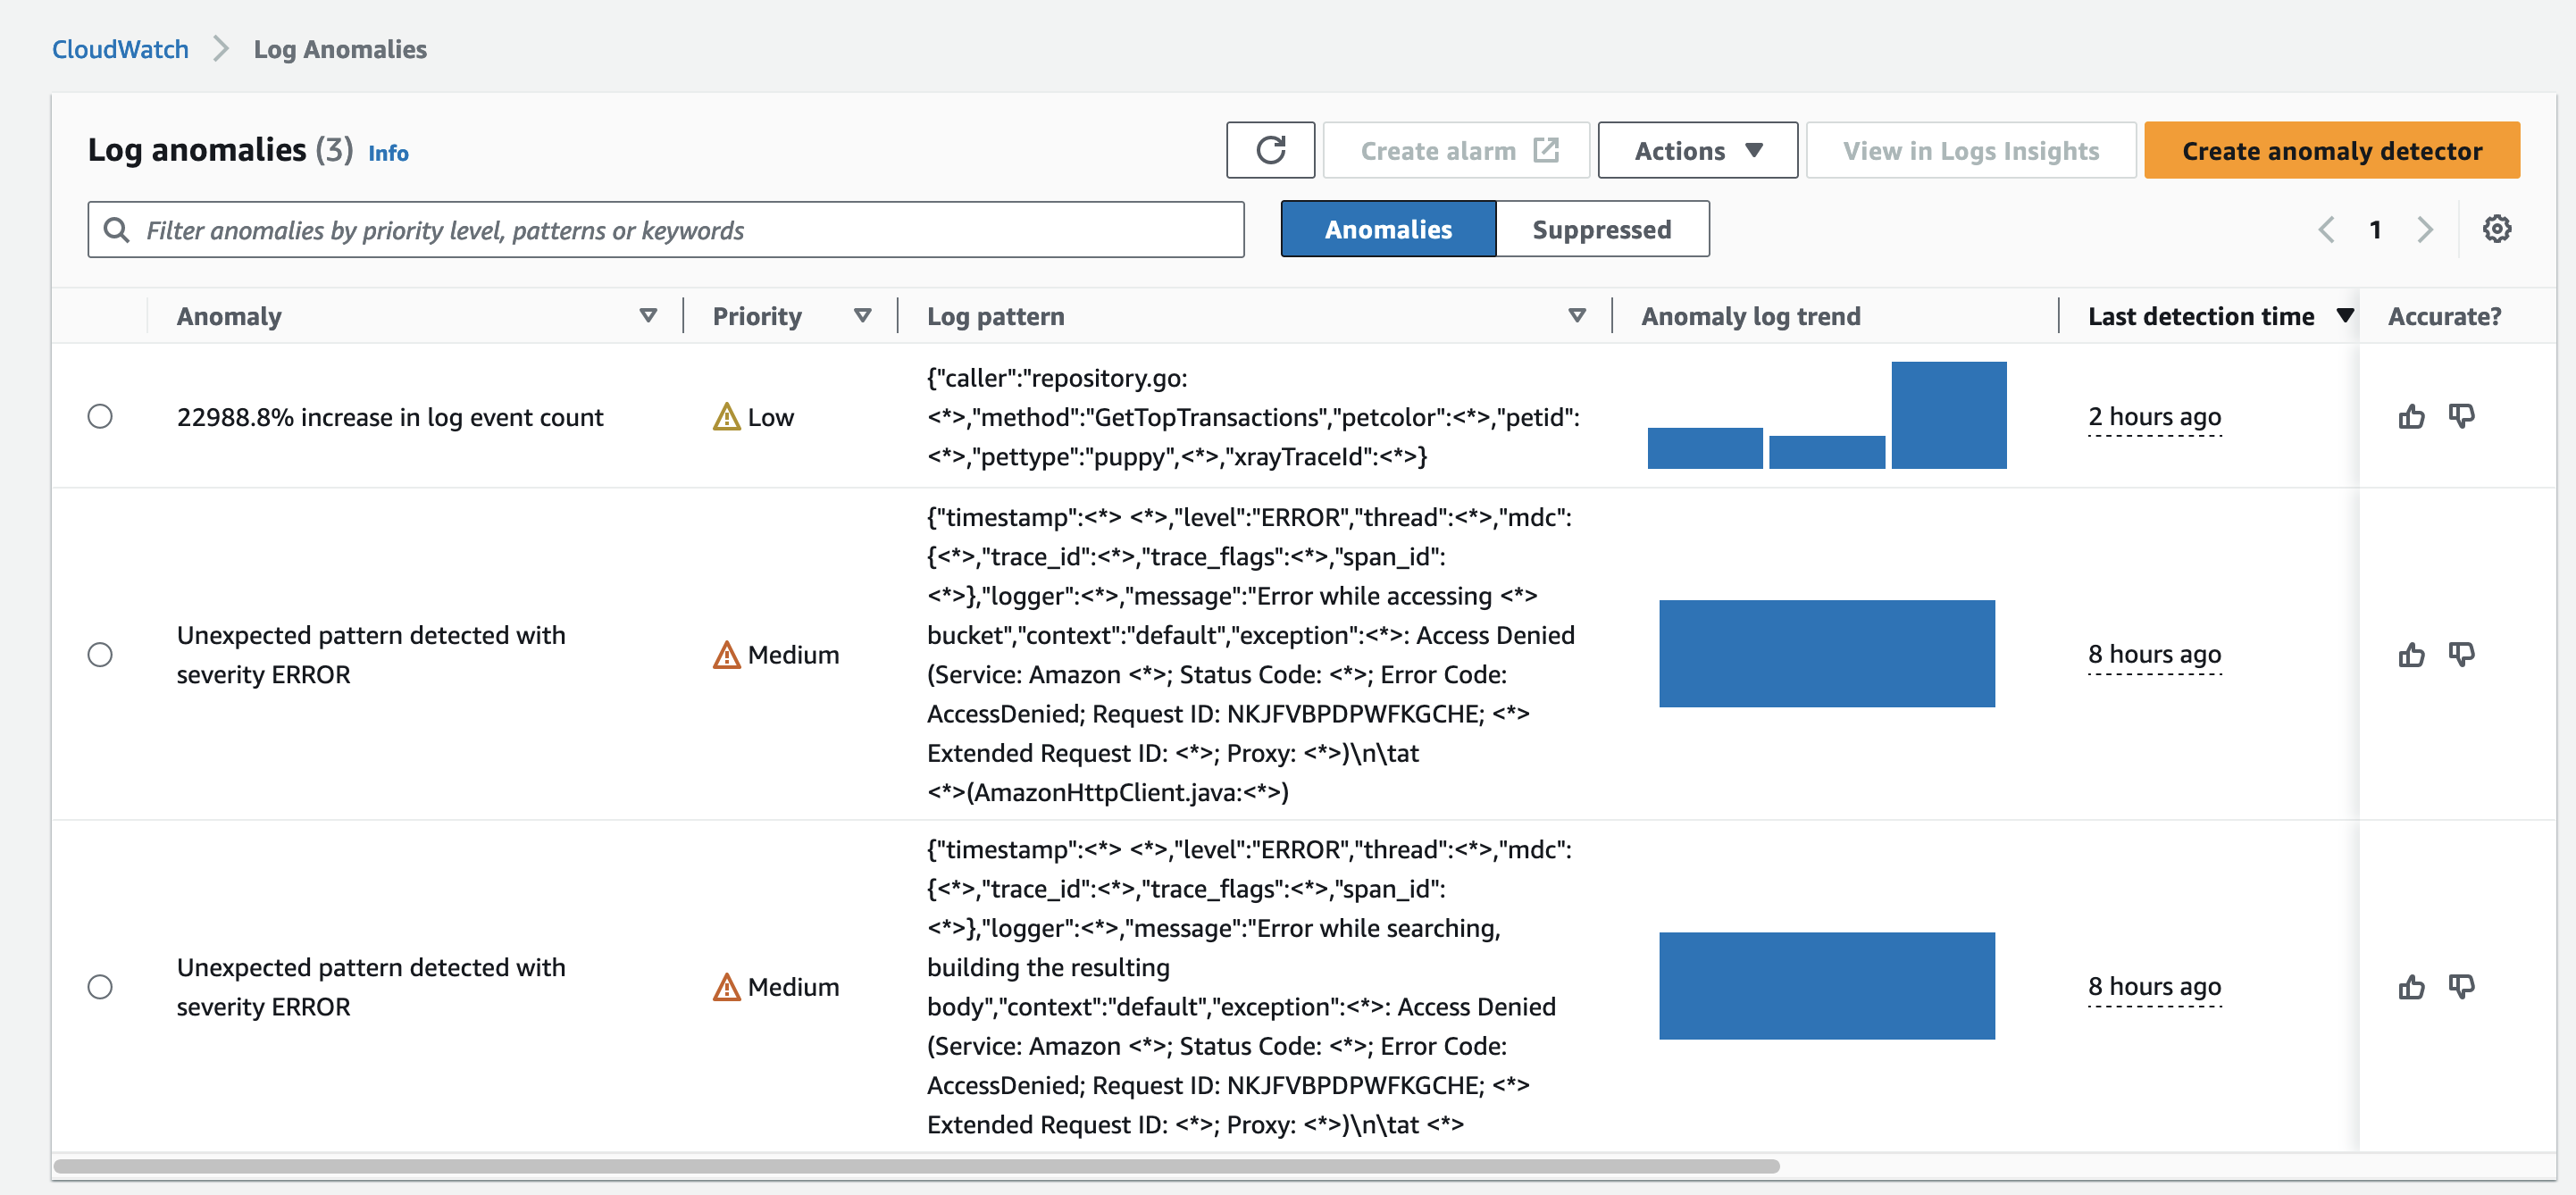 CloudWatch > Log Anomalies
Log anomalies (3) Info
Create alarm
Actions
View in Logs Insights
Create anomaly detector
Filter anomalies by priority level, patterns or keywords
Anomalies
Suppressed
1
Anomaly
Priority
Log pattern
Anomaly log trend
Last detection time
Accurate?
22988.8% increase in log event count
Low
{"caller":"repository.go:
<*>,"method":"GetTopTransactions","petcolor":<*>,"petid":
<*>,"pettype":"puppy",<*>,"xrayTraceId":<*>}
2 hours ago
Unexpected pattern detected with
severity ERROR
Medium
{"timestamp":<*> <*>,"level":"ERROR","thread":<*>,"mdc":
{<*>,"trace_id":<*>,"trace_flags":<*>,"span_id":
<*>},"logger":<*>,"message":"Error while accessing <*>
bucket","context":"default","exception":<*>: Access Denied
(Service: Amazon <*>; Status Code: <*>; Error Code:
AccessDenied; Request ID: NKJFVBPDPWFKGCHE; <*>
Extended Request ID: <*>; Proxy: <*>)\n\tat
<*>(AmazonHttpClient.java:<*>)
8 hours ago
Unexpected pattern detected with
severity ERROR
Medium
{"timestamp":<*> <*>,"level":"ERROR","thread":<*>,"mdc":
{<*>,"trace_id":<*>,"trace_flags":<*>,"span_id":
<*>},"logger":<*>,"message":"Error while searching,
building the resulting
body","context":"default","exception":<*>: Access Denied
(Service: Amazon <*>; Status Code: <*>; Error Code:
AccessDenied; Request ID: NKJFVBPDPWFKGCHE; <*>
Extended Request ID: <*>; Proxy: <*>)\n\tat <*>
8 hours ago